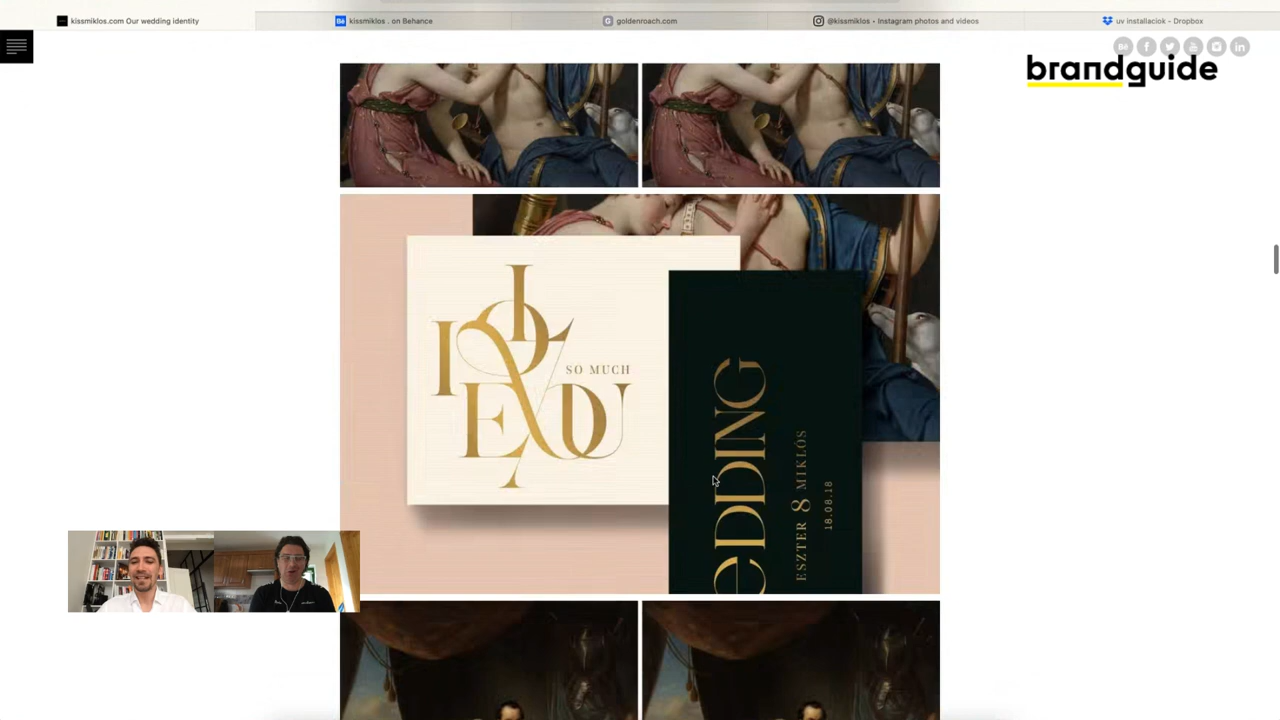 kissmiklos.com Our wedding identity
kissmiklos . on Behance
goldenroach.com
@kissmiklos • Instagram photos and videos
uv installaciok - Dropbox
brandguide
SO MUCH
eDDING
ESZTER & MIKLÓS
18.08.18